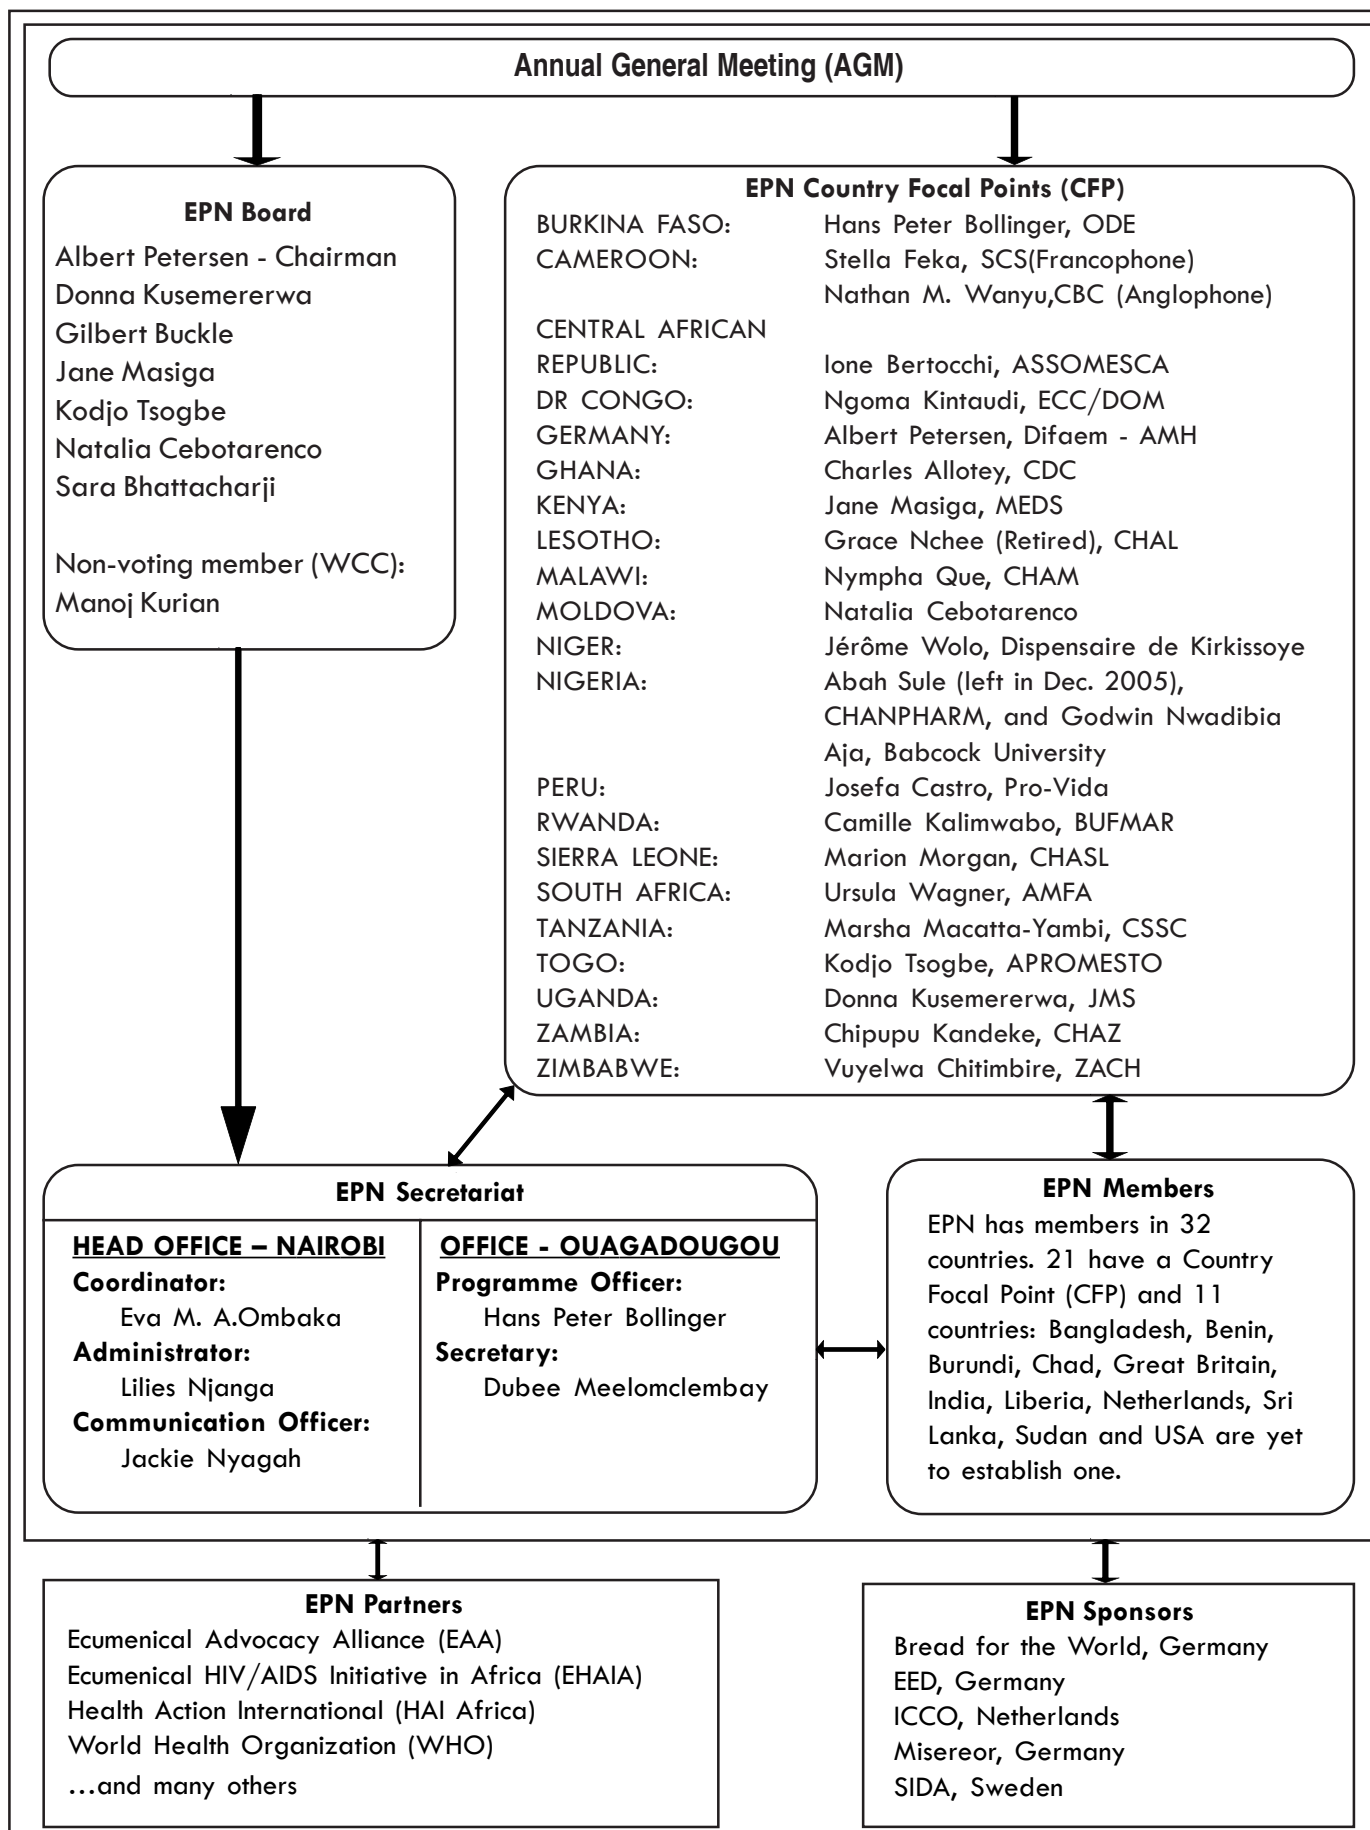 Annual General Meeting (AGM)
EPN Board
Albert Petersen - Chairman
Donna Kusemererwa
Gilbert Buckle
Jane Masiga
Kodjo Tsogbe
Natalia Cebotarenco
Sara Bhattacharji
Non-voting member (WCC):
Manoj Kurian
EPN Country Focal Points (CFP)
BURKINA FASO: Hans Peter Bollinger, ODE
CAMEROON: Stella Feka, SCS(Francophone)
Nathan M. Wanyu,CBC (Anglophone)
CENTRAL AFRICAN
REPUBLIC: Ione Bertocchi, ASSOMESCA
DR CONGO: Ngoma Kintaudi, ECC/DOM
GERMANY: Albert Petersen, Difaem - AMH
GHANA: Charles Allotey, CDC
KENYA: Jane Masiga, MEDS
LESOTHO: Grace Nchee (Retired), CHAL
MALAWI: Nympha Que, CHAM
MOLDOVA: Natalia Cebotarenco
NIGER: Jérôme Wolo, Dispensaire de Kirkissoye
NIGERIA: Abah Sule (left in Dec. 2005),
CHANPHARM, and Godwin Nwadibia
Aja, Babcock University
PERU: Josefa Castro, Pro-Vida
RWANDA: Camille Kalimwabo, BUFMAR
SIERRA LEONE: Marion Morgan, CHASL
SOUTH AFRICA: Ursula Wagner, AMFA
TANZANIA: Marsha Macatta-Yambi, CSSC
TOGO: Kodjo Tsogbe, APROMESTO
UGANDA: Donna Kusemererwa, JMS
ZAMBIA: Chipupu Kandeke, CHAZ
ZIMBABWE: Vuyelwa Chitimbire, ZACH
EPN Secretariat
HEAD OFFICE – NAIROBI
Coordinator:
Eva M. A.Ombaka
Administrator:
Lilies Njanga
Communication Officer:
Jackie Nyagah
OFFICE - OUAGADOUGOU
Programme Officer:
Hans Peter Bollinger
Secretary:
Dubee Meelomclembay
EPN Members
EPN has members in 32
countries. 21 have a Country
Focal Point (CFP) and 11
countries: Bangladesh, Benin,
Burundi, Chad, Great Britain,
India, Liberia, Netherlands, Sri
Lanka, Sudan and USA are yet
to establish one.
EPN Partners
Ecumenical Advocacy Alliance (EAA)
Ecumenical HIV/AIDS Initiative in Africa (EHAIA)
Health Action International (HAI Africa)
World Health Organization (WHO)
...and many others
EPN Sponsors
Bread for the World, Germany
EED, Germany
ICCO, Netherlands
Misereor, Germany
SIDA, Sweden